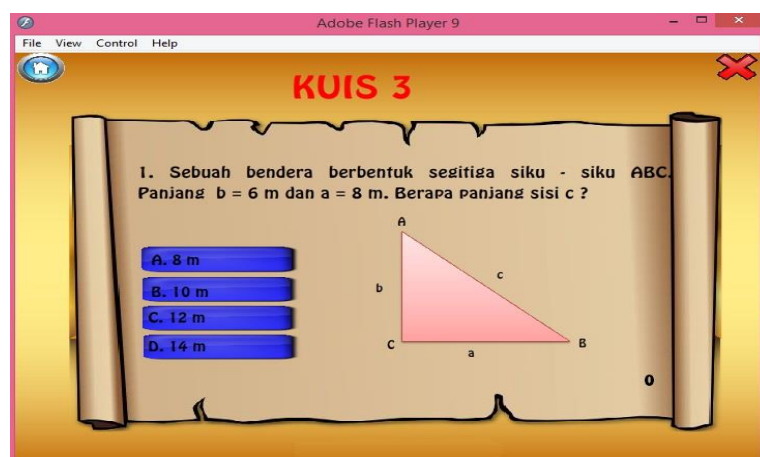 Adobe Flash Player 9
File View Control Help
KUIS 3
1. Sebuah bendera berbentuk segitiga siku - siku ABC.
Panjang b = 6 m dan a = 8 m. Berapa panjang sisi c ?
A. 8 m
B. 10 m
C. 12 m
D. 14 m
A
b
c
C
a
B
0